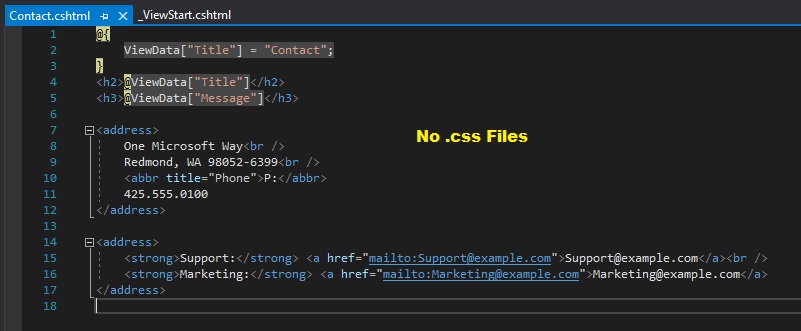 Contact.cshtml _ViewStart.cshtml
1 @{
2 ViewData["Title"] = "Contact";
3 }
4 <h2>@ViewData["Title"]</h2>
5 <h3>@ViewData["Message"]</h3>
6
7 <address>
No .css Files
8 One Microsoft Way<br />
9 Redmond, WA 98052-6399<br />
10 <abbr title="Phone">P:</abbr>
11 425.555.0100
12 </address>
13
14 <address>
15 <strong>Support:</strong> <a href="mailto:Support@example.com">Support@example.com</a><br />
16 <strong>Marketing:</strong> <a href="mailto:Marketing@example.com">Marketing@example.com</a>
17 </address>
18